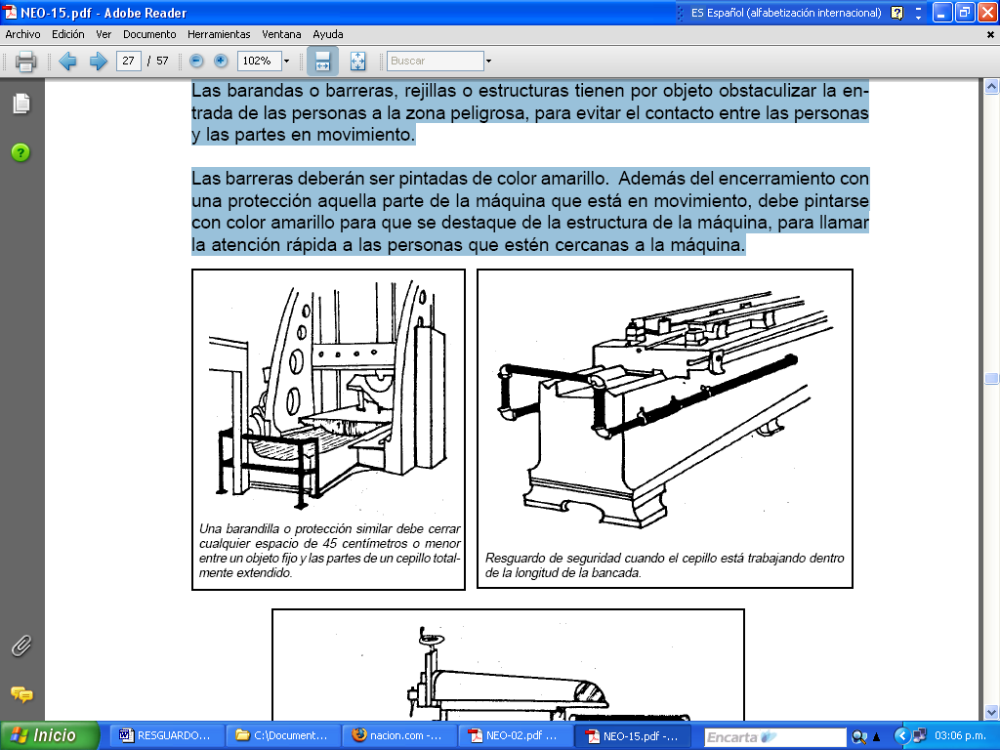 NEO-15.pdf - Adobe Reader
ES Español (alfabetización internacional)
Archivo Edición Ver Documento Herramientas Ventana Ayuda
27 / 57 102% Buscar
Las barandas o barreras, rejillas o estructuras tienen por objeto obstaculizar la en-
trada de las personas a la zona peligrosa, para evitar el contacto entre las personas
y las partes en movimiento.
Las barreras deberán ser pintadas de color amarillo. Además del encerramiento con
una protección aquella parte de la máquina que está en movimiento, debe pintarse
con color amarillo para que se destaque de la estructura de la máquina, para llamar
la atención rápida a las personas que estén cercanas a la máquina.
Una barandilla o protección similar debe cerrar
cualquier espacio de 45 centímetros o menor
entre un objeto fijo y las partes de un cepillo total-
mente extendido.
Resguardo de seguridad cuando el cepillo está trabajando dentro
de la longitud de la bancada.
Inicio RESGUARDO... C:\Document... nacion.com -... NEO-02.pdf ... NEO-15.pdf -... Encarta 03:06 p.m.